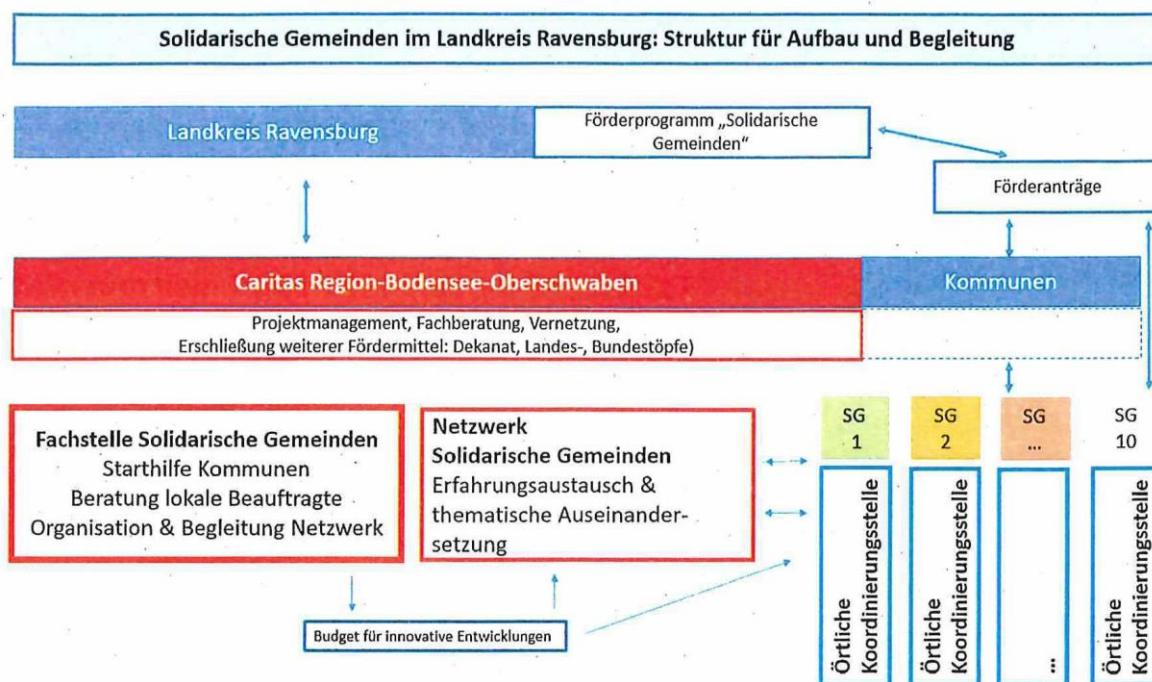 Solidarische Gemeinden im Landkreis Ravensburg: Struktur für Aufbau und Begleitung
Landkreis Ravensburg
Förderprogramm „Solidarische
Gemeinden“
Förderanträge
Caritas Region-Bodensee-Oberschwaben
Kommunen
Projektmanagement, Fachberatung, Vernetzung,
Erschließung weiterer Fördermittel: Dekanat, Landes-, Bundestöpfe)
Fachstelle Solidarische Gemeinden
Starthilfe Kommunen
Beratung lokale Beauftragte
Organisation & Begleitung Netzwerk
Netzwerk
Solidarische Gemeinden
Erfahrungsaustausch &
thematische Auseinander-
setzung
SG
1
SG
2
SG
...
SG
10
Örtliche
Koordinierungsstelle
Örtliche
Koordinierungsstelle
...
Örtliche
Koordinierungsstelle
Budget für innovative Entwicklungen